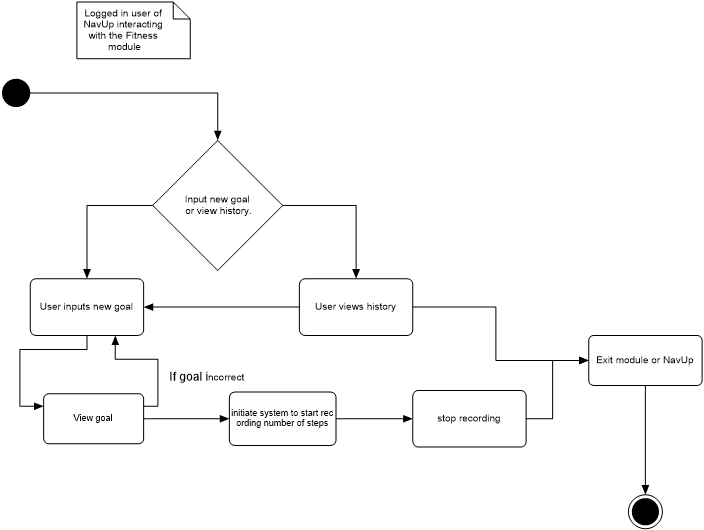 Logged in user of
NavUp interacting
with the Fitness
module
Input new goal
or view history.
User inputs new goal
User views history
Exit module or NavUp
If goal incorrect
View goal
initiate system to start rec
ording number of steps
stop recording